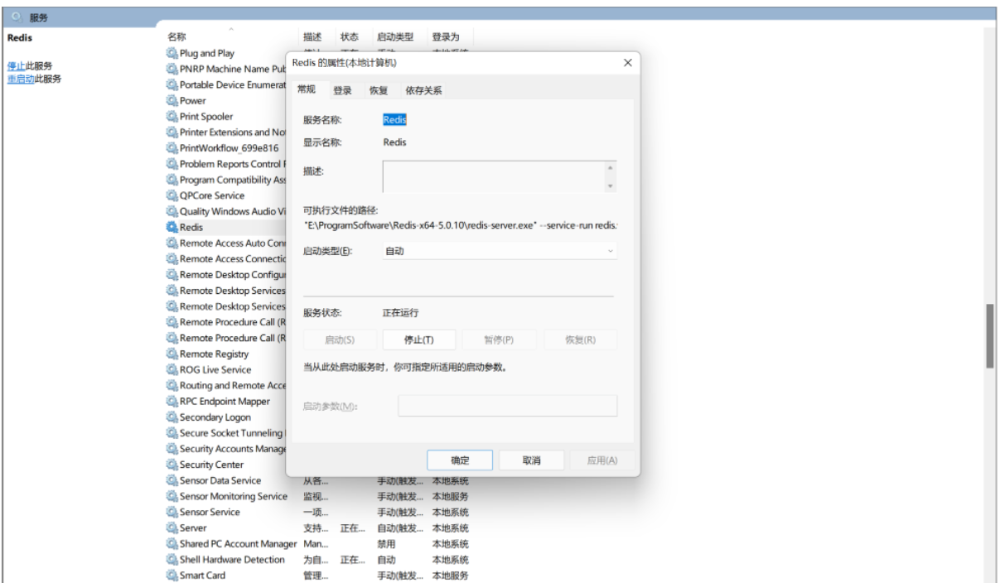 服务
Redis
停止此服务
重启动此服务
名称 描述 状态 启动类型 登录为
Plug and Play
PNRP Machine Name Pub
Portable Device Enumerat
Power
Print Spooler
Printer Extensions and Not
PrintWorkflow_699e816
Problem Reports Control P
Program Compatibility Ass
QPCore Service
Quality Windows Audio Vi
Redis
Remote Access Auto Conn
Remote Access Connectio
Remote Desktop Configur
Remote Desktop Services
Remote Desktop Services
Remote Procedure Call (R
Remote Procedure Call (R
Remote Registry
ROG Live Service
Routing and Remote Acce
RPC Endpoint Mapper
Secondary Logon
Secure Socket Tunneling
Security Accounts Manage
Security Center
Sensor Data Service 从各... 手动(触发... 本地系统
Sensor Monitoring Service 监视... 手动(触发... 本地服务
Sensor Service 一项... 手动(触发... 本地系统
Server 支持... 正在... 自动(触发... 本地系统
Shared PC Account Manager Man... 禁用 本地系统
Shell Hardware Detection 为自... 正在... 自动 本地系统
Smart Card 管理... 手动(触发... 本地服务
Redis 的属性(本地计算机)
常规 登录 恢复 依存关系
服务名称: Redis
显示名称: Redis
描述:
可执行文件的路径:
"E:\ProgramSoftware\Redis-x64-5.0.10\redis-server.exe" --service-run redis.
启动类型(E): 自动
服务状态: 正在运行
启动(S) 停止(T) 暂停(P) 恢复(R)
当从此处启动服务时，你可指定所适用的启动参数。
启动参数(M):
确定 取消 应用(A)